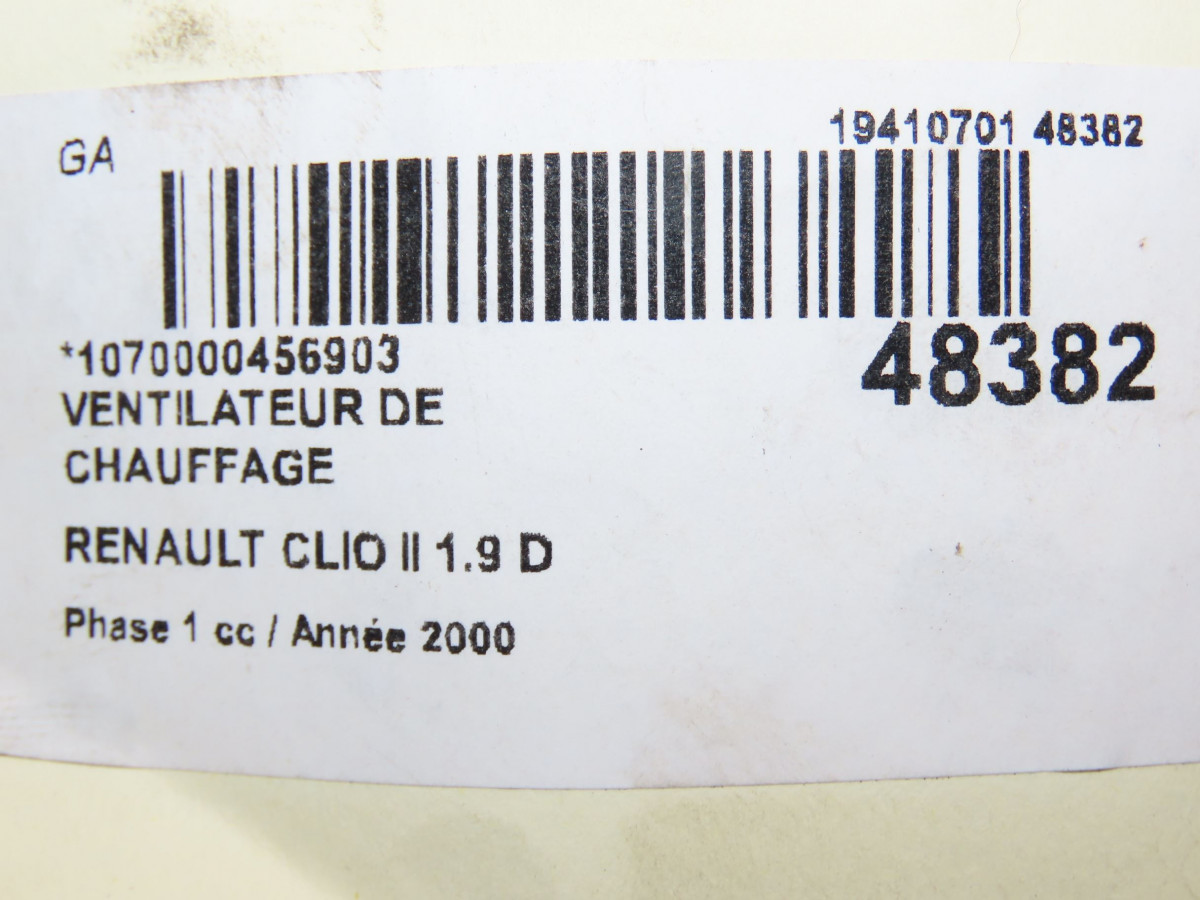 GA
19410701 48382
*1070000456903
48382
VENTILATEUR DE
CHAUFFAGE
RENAULT CLIO II 1.9 D
Phase 1 cc / Année 2000